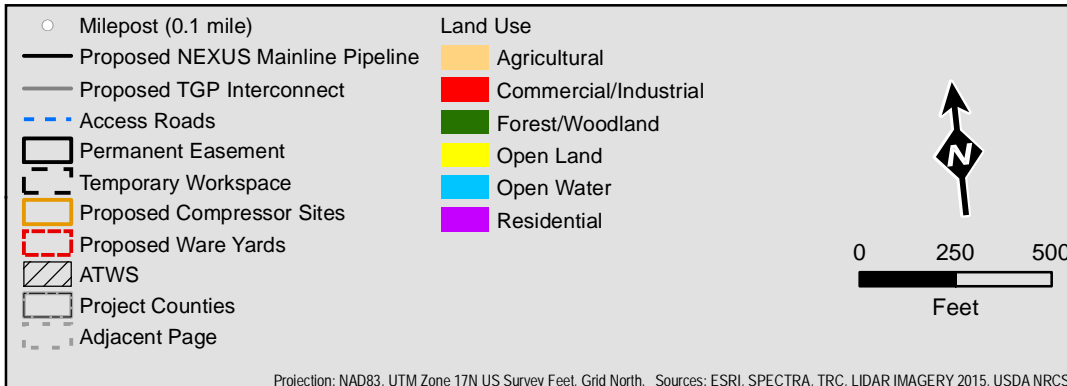 Milepost (0.1 mile)
Proposed NEXUS Mainline Pipeline
Proposed TGP Interconnect
Access Roads
Permanent Easement
Temporary Workspace
Proposed Compressor Sites
Proposed Ware Yards
ATWS
Project Counties
Adjacent Page
Land Use
Agricultural
Commercial/Industrial
Forest/Woodland
Open Land
Open Water
Residential
N
0 250 500
Feet
Projection: NAD83, UTM Zone 17N US Survey Feet, Grid North. Sources: ESRI, SPECTRA, TRC, LIDAR IMAGERY 2015, USDA NRCS